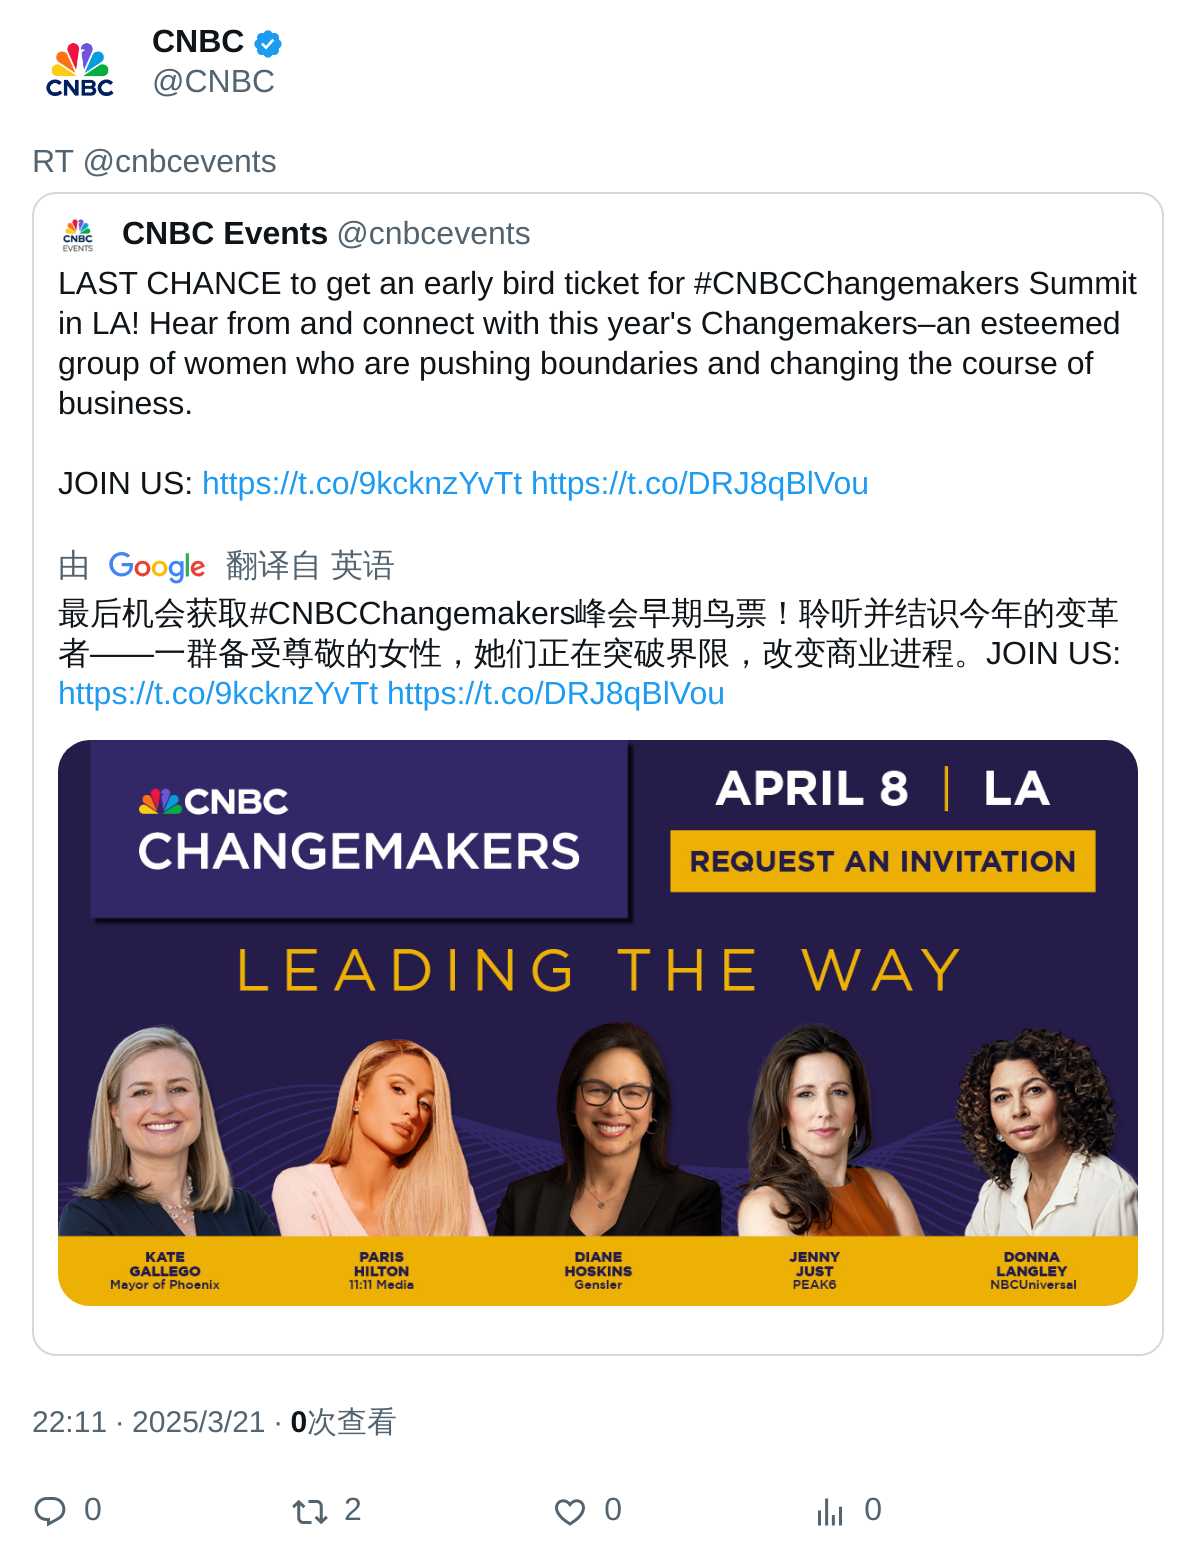 CNBC
@CNBC
CNBC
RT @cnbcevents
CNBC
EVENTS
CNBC Events @cnbcevents
LAST CHANCE to get an early bird ticket for #CNBCChangemakers Summit
in LA! Hear from and connect with this year's Changemakers–an esteemed
group of women who are pushing boundaries and changing the course of
business.
JOIN US: https://t.co/9kcknzYvTt https://t.co/DRJ8qBlVou
由 Google 翻译自 英语
最后机会获取#CNBCChangemakers峰会早期鸟票！聆听并结识今年的变革
者——一群备受尊敬的女性，她们正在突破界限，改变商业进程。JOIN US:
https://t.co/9kcknzYvTt https://t.co/DRJ8qBlVou
CNBC
CHANGEMAKERS
APRIL 8 | LA
REQUEST AN INVITATION
LEADING THE WAY
KATE
GALLEGO
Mayor of Phoenix
PARIS
HILTON
11:11 Media
DIANE
HOSKINS
Gensler
JENNY
JUST
PEAK6
DONNA
LANGLEY
NBCUniversal
22:11 · 2025/3/21 · 0次查看
0 2 0 0